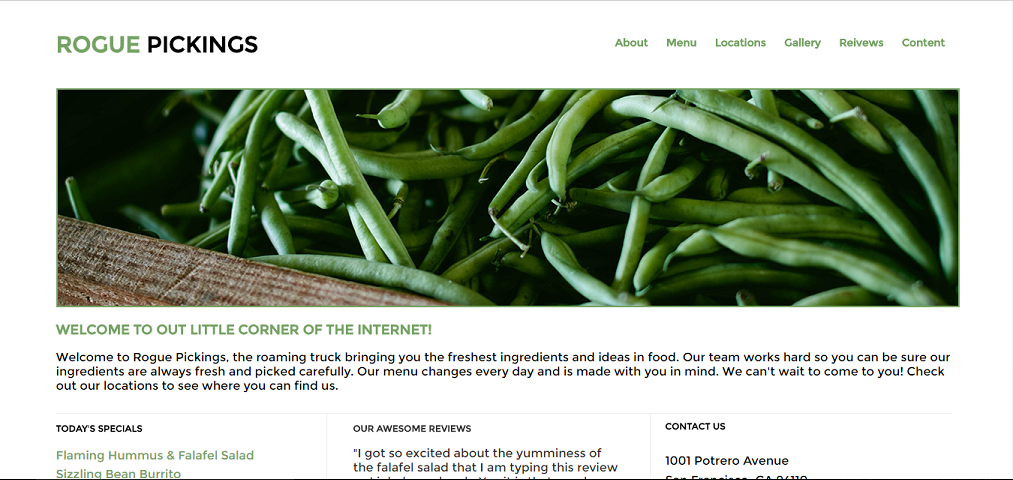 ROGUE PICKINGS
About Menu Locations Gallery Reivews Content
WELCOME TO OUT LITTLE CORNER OF THE INTERNET!
Welcome to Rogue Pickings, the roaming truck bringing you the freshest ingredients and ideas in food. Our team works hard so you can be sure our
ingredients are always fresh and picked carefully. Our menu changes every day and is made with you in mind. We can't wait to come to you! Check
out our locations to see where you can find us.
TODAY'S SPECIALS
Flaming Hummus & Falafel Salad
Sizzling Bean Burrito
OUR AWESOME REVIEWS
"I got so excited about the yumminess of
the falafel salad that I am typing this review
CONTACT US
1001 Potrero Avenue
San Francisco, CA 94110